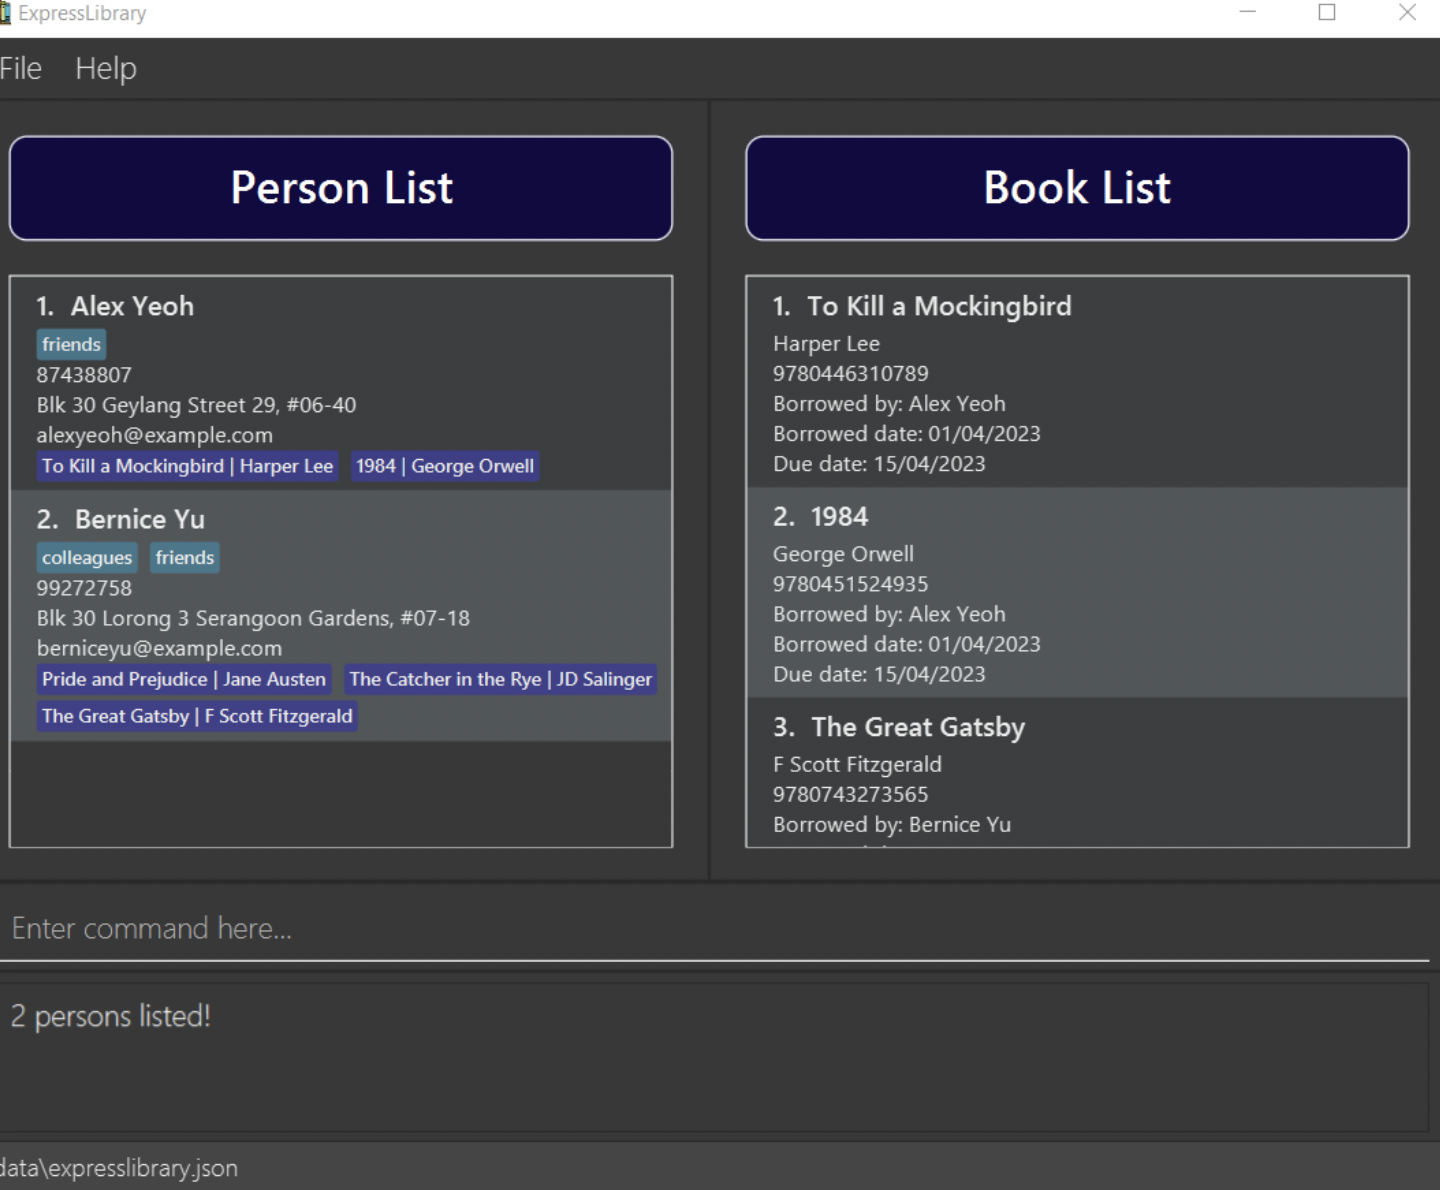 ExpressLibrary
File Help
Person List
1. Alex Yeoh
friends
87438807
Blk 30 Geylang Street 29, #06-40
alexyeoh@example.com
To Kill a Mockingbird | Harper Lee 1984 | George Orwell
2. Bernice Yu
colleagues friends
99272758
Blk 30 Lorong 3 Serangoon Gardens, #07-18
berniceyu@example.com
Pride and Prejudice | Jane Austen The Catcher in the Rye | JD Salinger
The Great Gatsby | F Scott Fitzgerald
Book List
1. To Kill a Mockingbird
Harper Lee
9780446310789
Borrowed by: Alex Yeoh
Borrowed date: 01/04/2023
Due date: 15/04/2023
2. 1984
George Orwell
9780451524935
Borrowed by: Alex Yeoh
Borrowed date: 01/04/2023
Due date: 15/04/2023
3. The Great Gatsby
F Scott Fitzgerald
9780743273565
Borrowed by: Bernice Yu
Enter command here...
2 persons listed!
data\expresslibrary.json